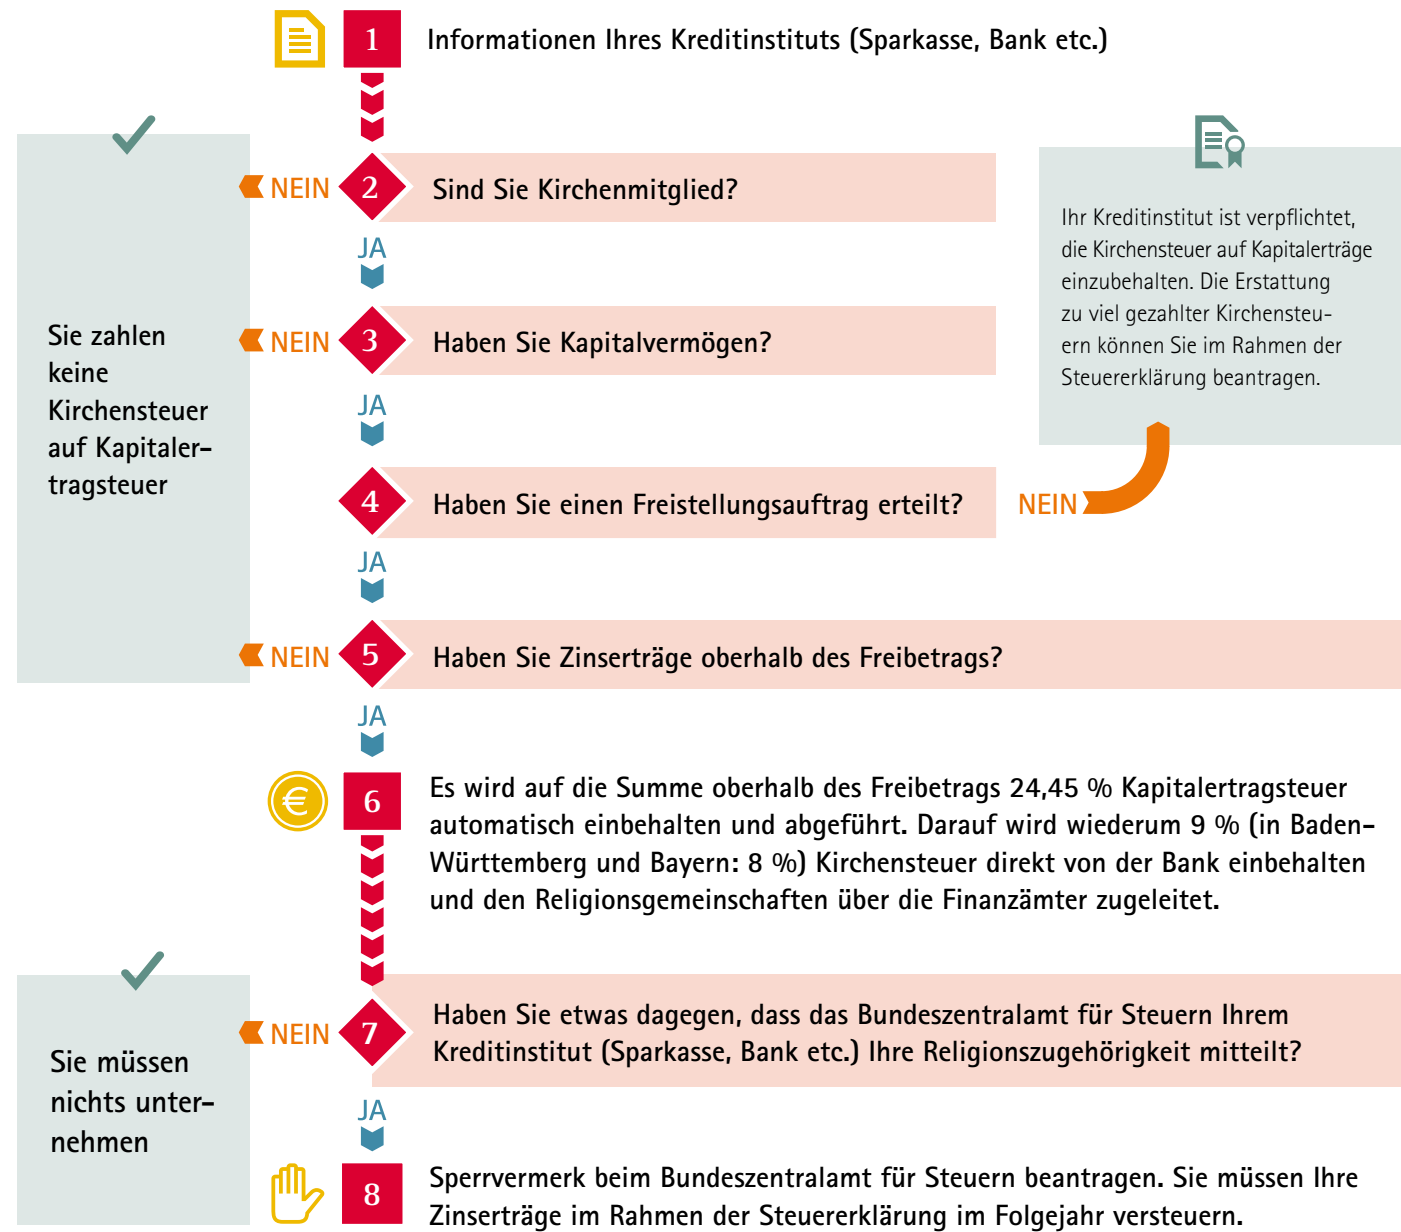 1
Informationen Ihres Kreditinstituts (Sparkasse, Bank etc.)
NEIN
2
Sind Sie Kirchenmitglied?
JA
NEIN
3
Haben Sie Kapitalvermögen?
JA
4
Haben Sie einen Freistellungsauftrag erteilt?
NEIN
Ihr Kreditinstitut ist verpflichtet,
die Kirchensteuer auf Kapitalerträge
einzubehalten. Die Erstattung
zu viel gezahlter Kirchensteu-
ern können Sie im Rahmen der
Steuererklärung beantragen.
JA
NEIN
5
Haben Sie Zinserträge oberhalb des Freibetrags?
Sie zahlen
keine
Kirchensteuer
auf Kapitaler-
tragsteuer
JA
€
6
Es wird auf die Summe oberhalb des Freibetrags 24,45 % Kapitalertragsteuer
automatisch einbehalten und abgeführt. Darauf wird wiederum 9 % (in Baden-
Württemberg und Bayern: 8 %) Kirchensteuer direkt von der Bank einbehalten
und den Religionsgemeinschaften über die Finanzämter zugeleitet.
NEIN
7
Haben Sie etwas dagegen, dass das Bundeszentralamt für Steuern Ihrem
Kreditinstitut (Sparkasse, Bank etc.) Ihre Religionszugehörigkeit mitteilt?
Sie müssen
nichts unter-
nehmen
JA
8
Sperrvermerk beim Bundeszentralamt für Steuern beantragen. Sie müssen Ihre
Zinserträge im Rahmen der Steuererklärung im Folgejahr versteuern.